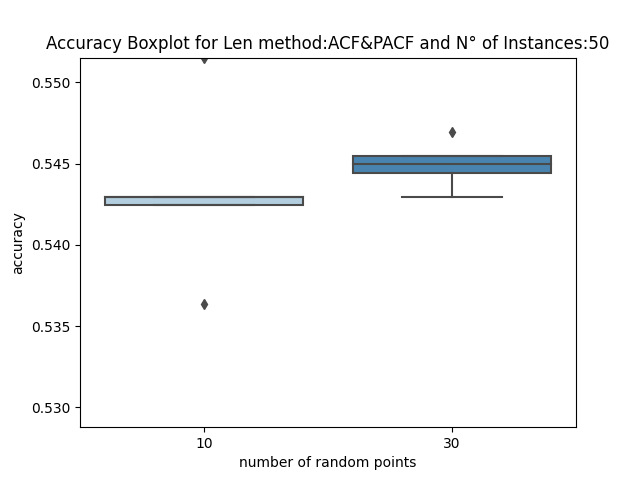 Accuracy Boxplot for Len method:ACF&PACF and N° of Instances:50
0.550
0.545
0.540
0.535
0.530
accuracy
10 30
number of random points